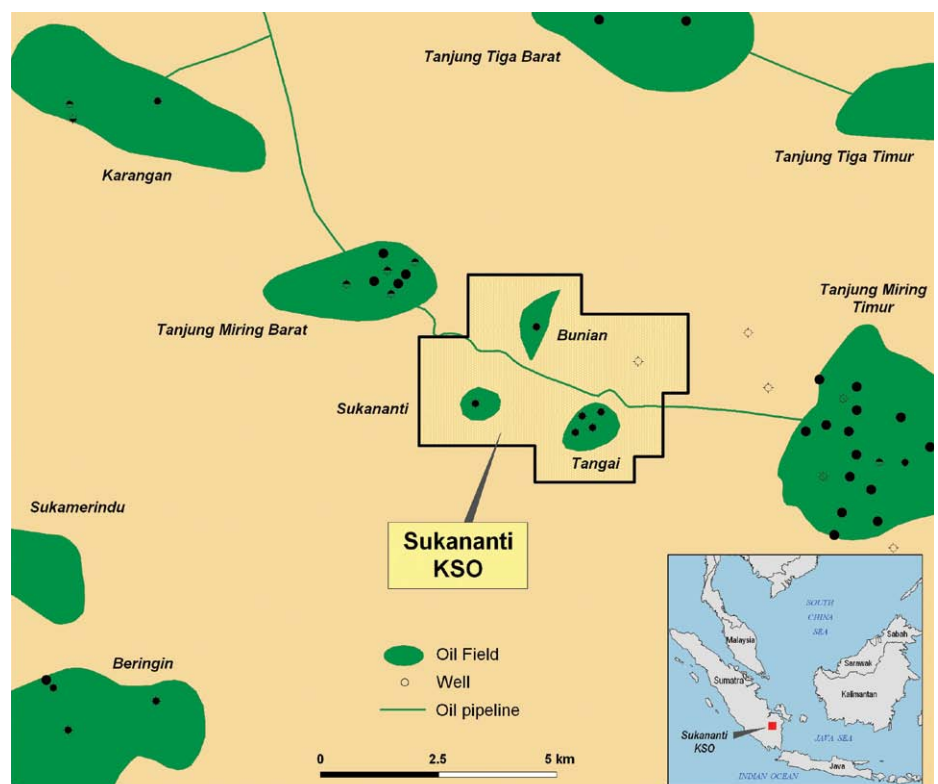 Tanjung Tiga Barat
Karangan
Tanjung Tiga Timur
Tanjung Miring Barat
Bunian
Tanjung Miring
Timur
Sukananti
Tangai
Sukamerindu
Sukananti
KSO
Beringin
Oil Field
Well
Oil pipeline
0
2.5
5 km
SOUTH
CHINA
SEA
Malaysia
Sabah
Sarawak
Sumatra
Kalimantan
Sukananti
KSO
JAVA SEA
Java
INDIAN OCEAN